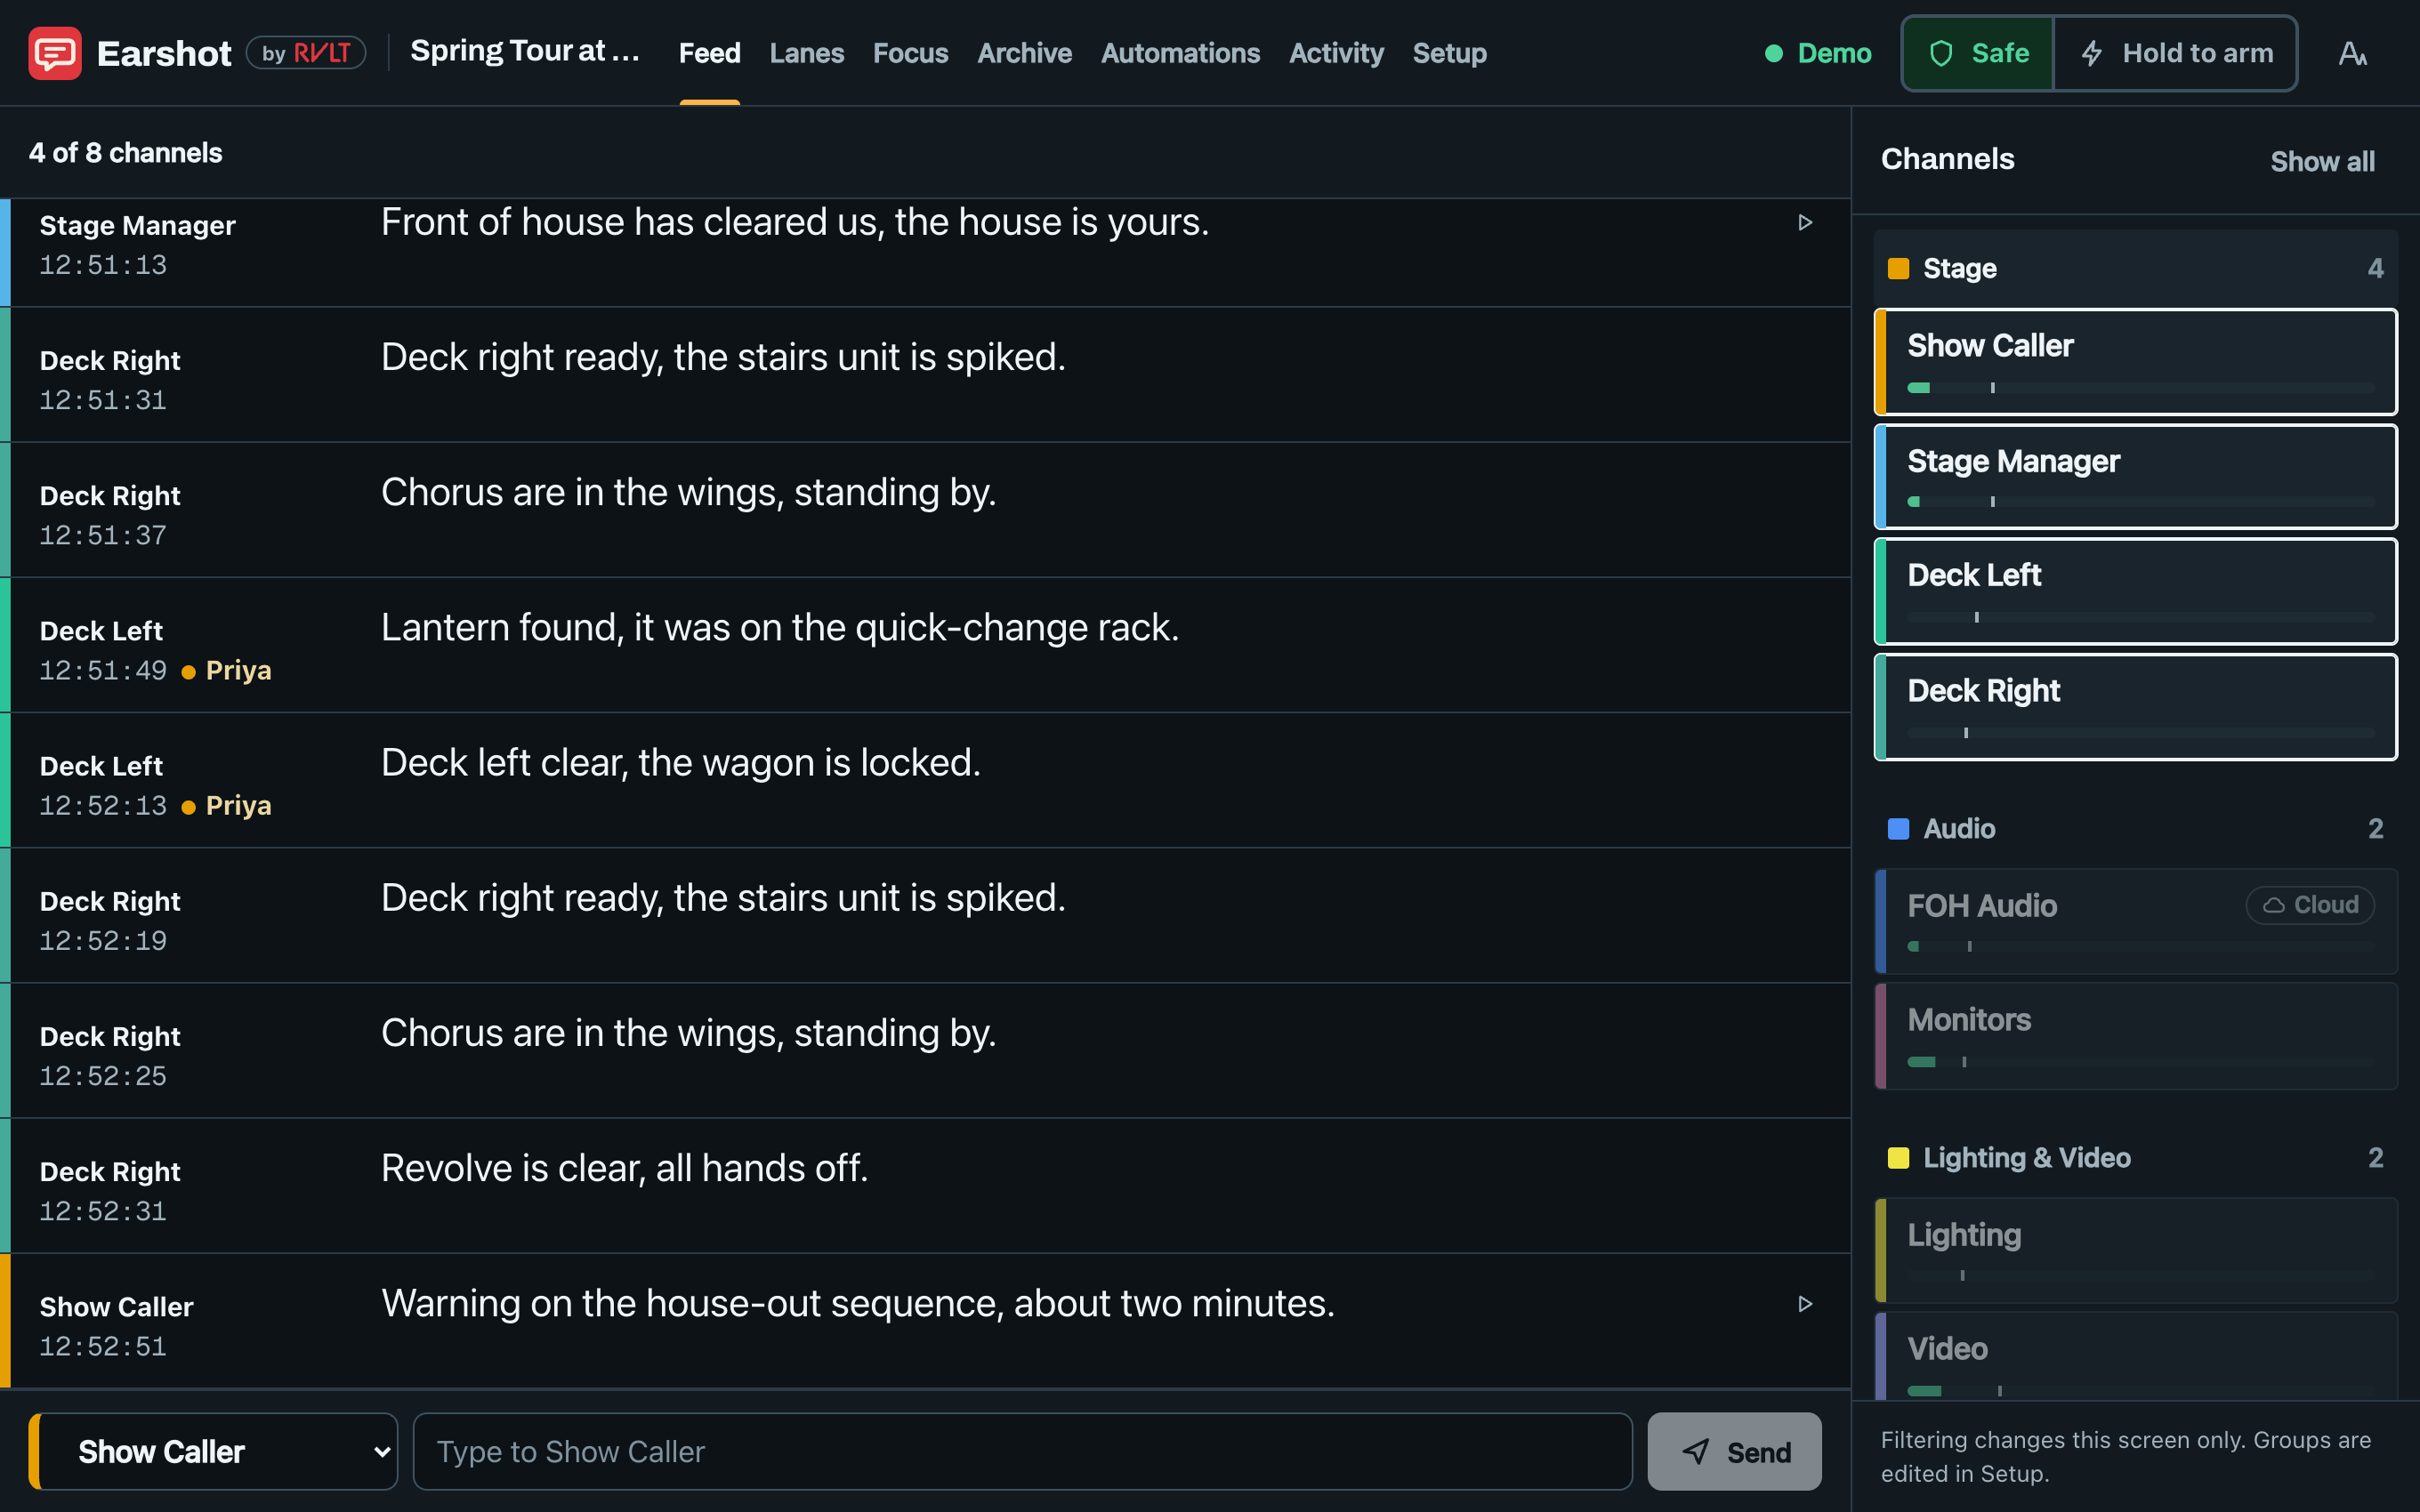 Earshot by RVLT Spring Tour at ... Feed Lanes Focus Archive Automations Activity Setup Demo Safe Hold to arm
4 of 8 channels
Stage Manager Front of house has cleared us, the house is yours.
12:51:13
Deck Right Deck right ready, the stairs unit is spiked.
12:51:31
Deck Right Chorus are in the wings, standing by.
12:51:37
Deck Left Lantern found, it was on the quick-change rack.
12:51:49 Priya
Deck Left Deck left clear, the wagon is locked.
12:52:13 Priya
Deck Right Deck right ready, the stairs unit is spiked.
12:52:19
Deck Right Chorus are in the wings, standing by.
12:52:25
Deck Right Revolve is clear, all hands off.
12:52:31
Show Caller Warning on the house-out sequence, about two minutes.
12:52:51
Show Caller Type to Show Caller Send
Channels Show all
Stage 4
Show Caller
Stage Manager
Deck Left
Deck Right
Audio 2
FOH Audio Cloud
Monitors
Lighting & Video 2
Lighting
Video
Filtering changes this screen only. Groups are
edited in Setup.